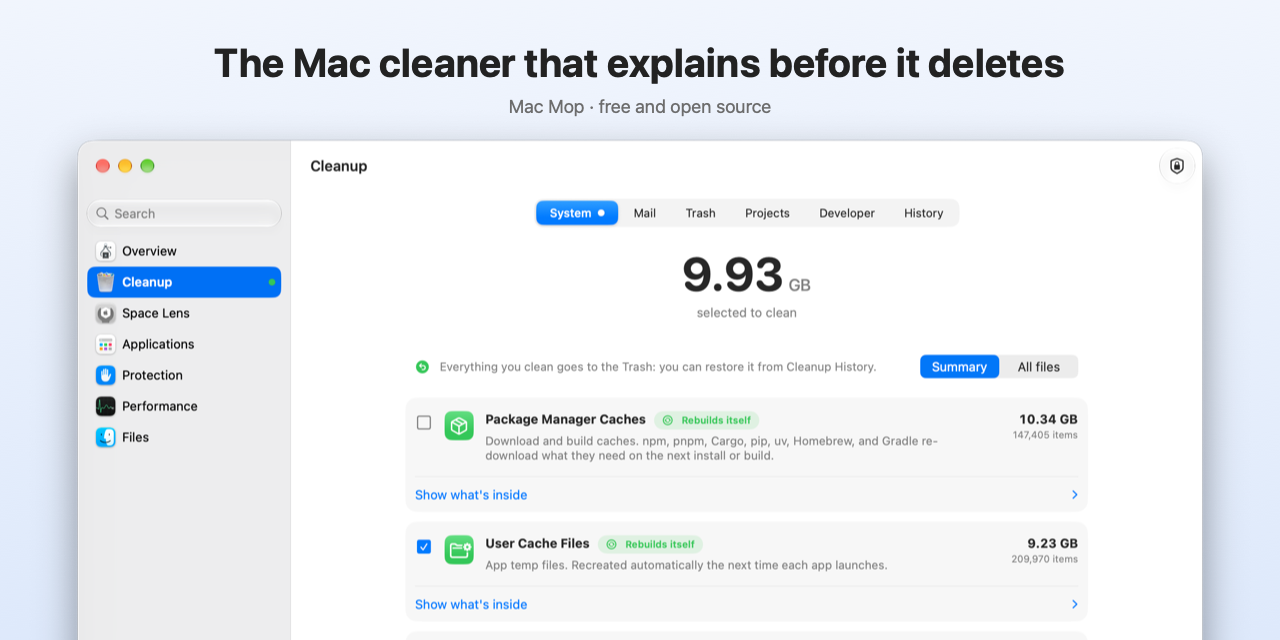 The Mac cleaner that explains before it deletes
Mac Mop · free and open source
Cleanup
Search
Overview
Cleanup
Space Lens
Applications
Protection
Performance
Files
System
Mail
Trash
Projects
Developer
History
9.93 GB
selected to clean
Everything you clean goes to the Trash: you can restore it from Cleanup History.
Summary
All files
Package Manager Caches
Rebuilds itself
10.34 GB
147,405 items
Download and build caches. npm, pnpm, Cargo, pip, uv, Homebrew, and Gradle re-
download what they need on the next install or build.
Show what's inside
User Cache Files
Rebuilds itself
9.23 GB
209,970 items
App temp files. Recreated automatically the next time each app launches.
Show what's inside